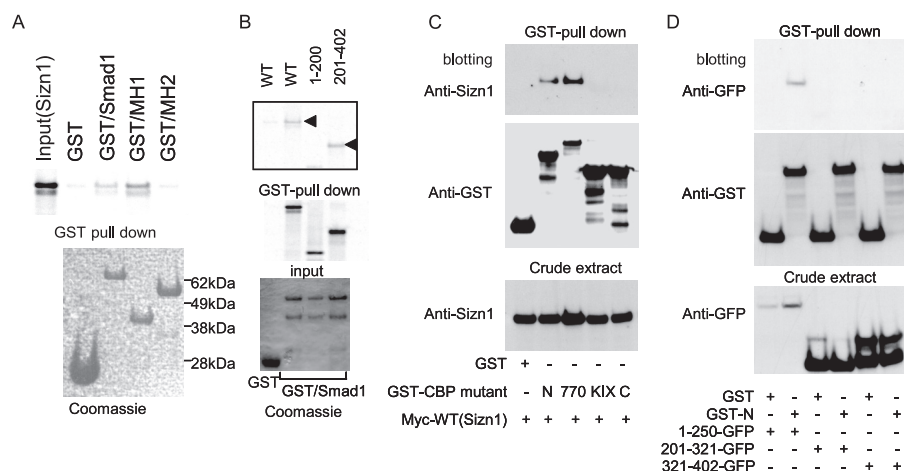 A
Input(Sizn1)
GST
GST/Smad1
GST/MH1
GST/MH2
GST pull down
62kDa
49kDa
38kDa
28kDa
Coomassie
B
WT
WT
1-200
201-402
GST-pull down
input
GST
GST/Smad1
Coomassie
C
GST-pull down
blotting
Anti-Sizn1
Anti-GST
Crude extract
Anti-Sizn1
GST + - - - -
GST-CBP mutant - N 770 KIX C
Myc-WT(Sizn1) + + + + +
D
GST-pull down
blotting
Anti-GFP
Anti-GST
Crude extract
Anti-GFP
GST + - + - + -
GST-N - + - + - +
1-250-GFP + + - - - -
201-321-GFP - - + + - -
321-402-GFP - - - - + +